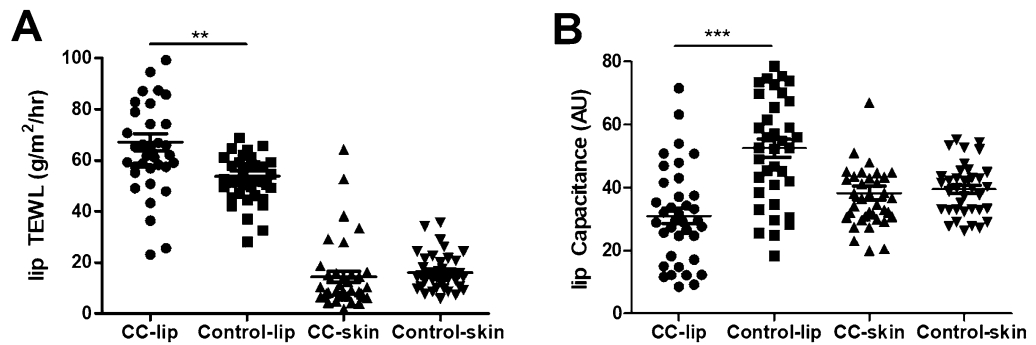 A
**
lip TEWL (g/m²/hr)
100
80
60
40
20
0
CC-lip Control-lip CC-skin Control-skin
B
***
lip Capacitance (AU)
80
60
40
20
0
CC-lip Control-lip CC-skin Control-skin